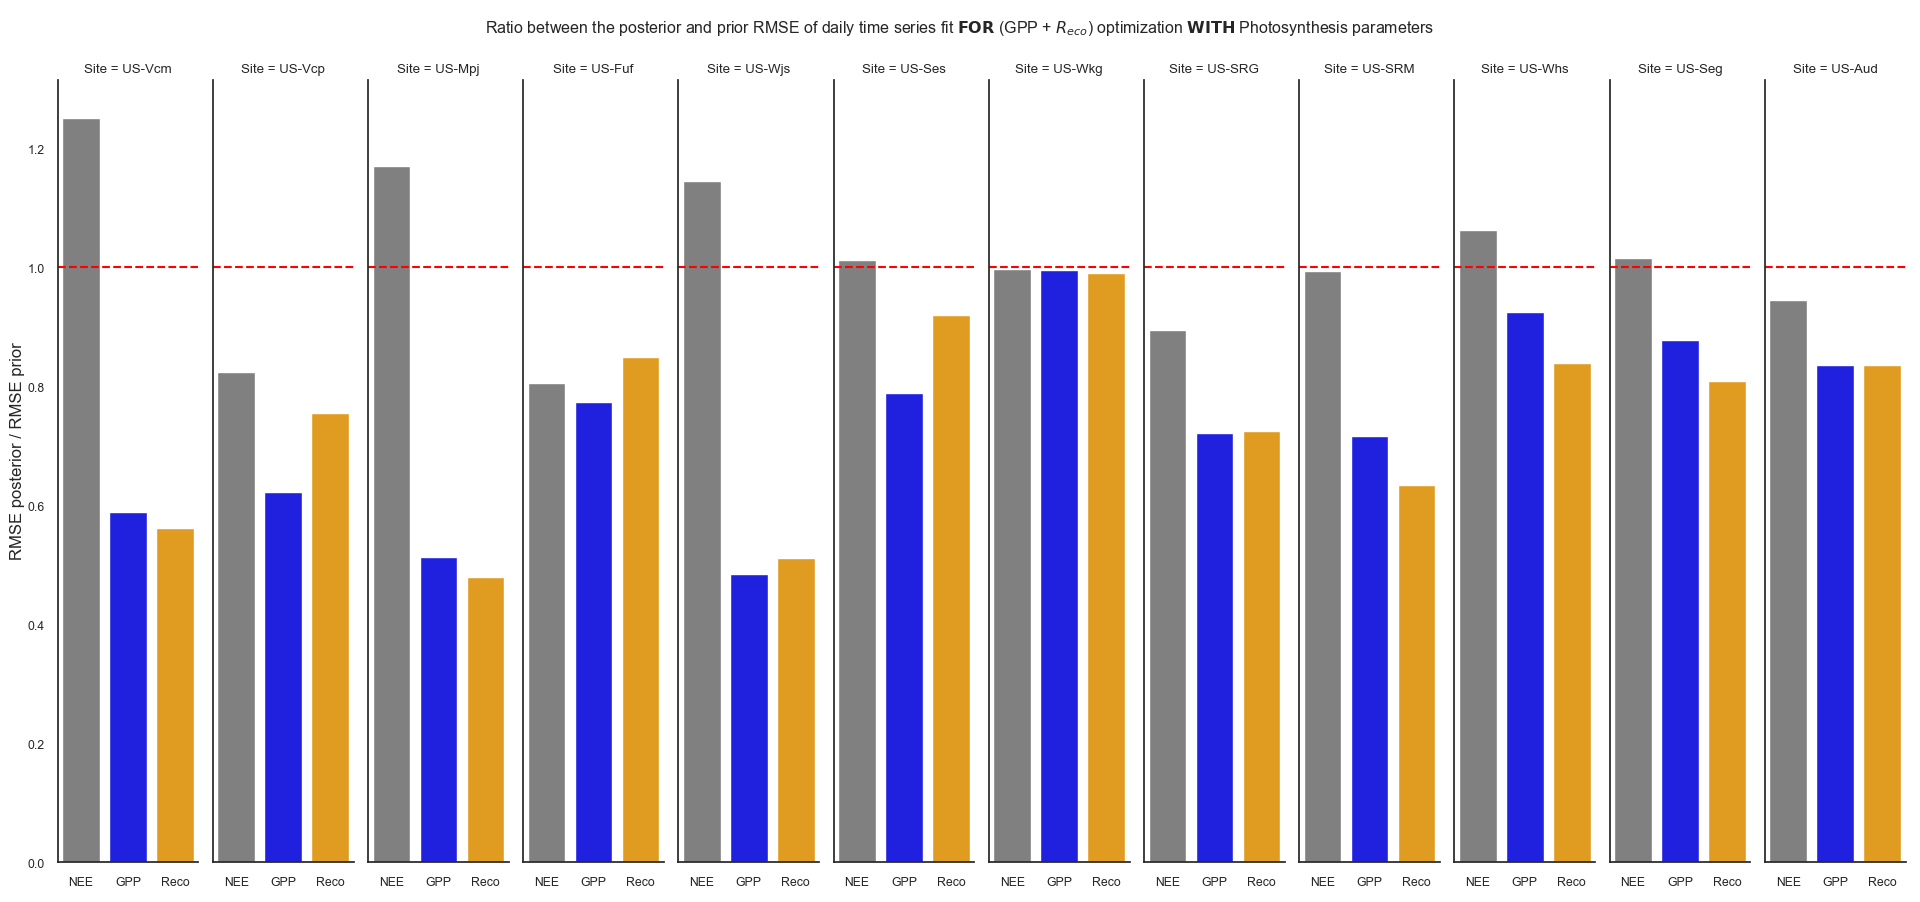 Ratio between the posterior and prior RMSE of daily time series fit FOR (GPP + R_eco) optimization WITH Photosynthesis parameters
Site = US-Vcm
Site = US-Vcp
Site = US-Mpj
Site = US-Fuf
Site = US-Wjs
Site = US-Ses
Site = US-Wkg
Site = US-SRG
Site = US-SRM
Site = US-Whs
Site = US-Seg
Site = US-Aud
RMSE posterior / RMSE prior
1.2
1.0
0.8
0.6
0.4
0.2
0.0
NEE GPP Reco
NEE GPP Reco
NEE GPP Reco
NEE GPP Reco
NEE GPP Reco
NEE GPP Reco
NEE GPP Reco
NEE GPP Reco
NEE GPP Reco
NEE GPP Reco
NEE GPP Reco
NEE GPP Reco